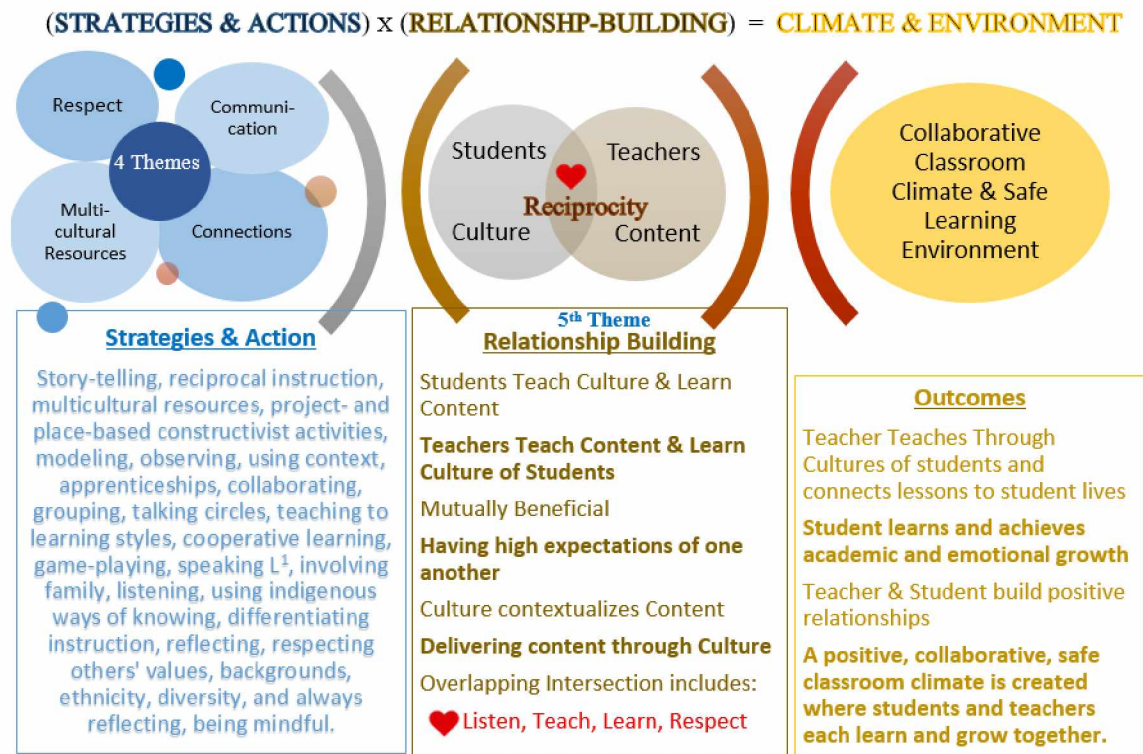 (STRATEGIES & ACTIONS) x (RELATIONSHP-BUILDING) = CLIMATE & ENVIRONMENT
Respect
Communi-
cation
4 Themes
Multi-
cultural
Resources
Connections
Students
Teachers
Reciprocity
Culture
Content
Collaborative
Classroom
Climate & Safe
Learning
Environment
Strategies & Action
Story-telling, reciprocal instruction,
multicultural resources, project- and
place-based constructivist activities,
modeling, observing, using context,
apprenticeships, collaborating,
grouping, talking circles, teaching to
learning styles, cooperative learning,
game-playing, speaking L¹, involving
family, listening, using indigenous
ways of knowing, differentiating
instruction, reflecting, respecting
others' values, backgrounds,
ethnicity, diversity, and always
reflecting, being mindful.
5th Theme
Relationship Building
Students Teach Culture & Learn
Content
Teachers Teach Content & Learn
Culture of Students
Mutually Beneficial
Having high expectations of one
another
Culture contextualizes Content
Delivering content through Culture
Overlapping Intersection includes:
Listen, Teach, Learn, Respect
Outcomes
Teacher Teaches Through
Cultures of students and
connects lessons to student lives
Student learns and achieves
academic and emotional growth
Teacher & Student build positive
relationships
A positive, collaborative, safe
classroom climate is created
where students and teachers
each learn and grow together.